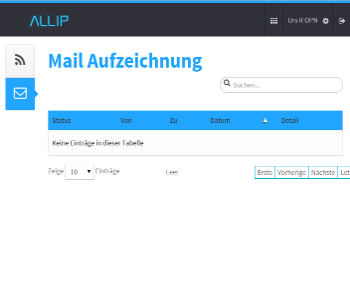 ALLIP
Urs R OPN
Mail Aufzeichnung
Suchen...
Status Von Zu Datum Detail
Keine Einträge in dieser Tabelle
Zeige 10 Einträge Leer Erste Vorherige Nächste Let